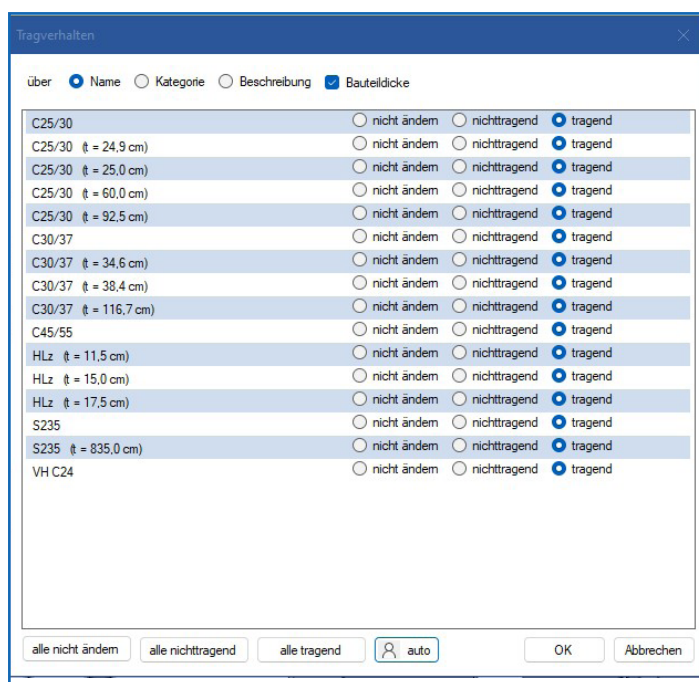 Tragverhalten
über Name Kategorie Beschreibung Bauteildicke
C25/30 nicht ändern nichttragend tragend
C25/30 (t = 24,9 cm) nicht ändern nichttragend tragend
C25/30 (t = 25,0 cm) nicht ändern nichttragend tragend
C25/30 (t = 60,0 cm) nicht ändern nichttragend tragend
C25/30 (t = 92,5 cm) nicht ändern nichttragend tragend
C30/37 nicht ändern nichttragend tragend
C30/37 (t = 34,6 cm) nicht ändern nichttragend tragend
C30/37 (t = 38,4 cm) nicht ändern nichttragend tragend
C30/37 (t = 116,7 cm) nicht ändern nichttragend tragend
C45/55 nicht ändern nichttragend tragend
HLz (t = 11,5 cm) nicht ändern nichttragend tragend
HLz (t = 15,0 cm) nicht ändern nichttragend tragend
HLz (t = 17,5 cm) nicht ändern nichttragend tragend
S235 nicht ändern nichttragend tragend
S235 (t = 835,0 cm) nicht ändern nichttragend tragend
VH C24 nicht ändern nichttragend tragend
alle nicht ändern alle nichttragend alle tragend auto OK Abbrechen